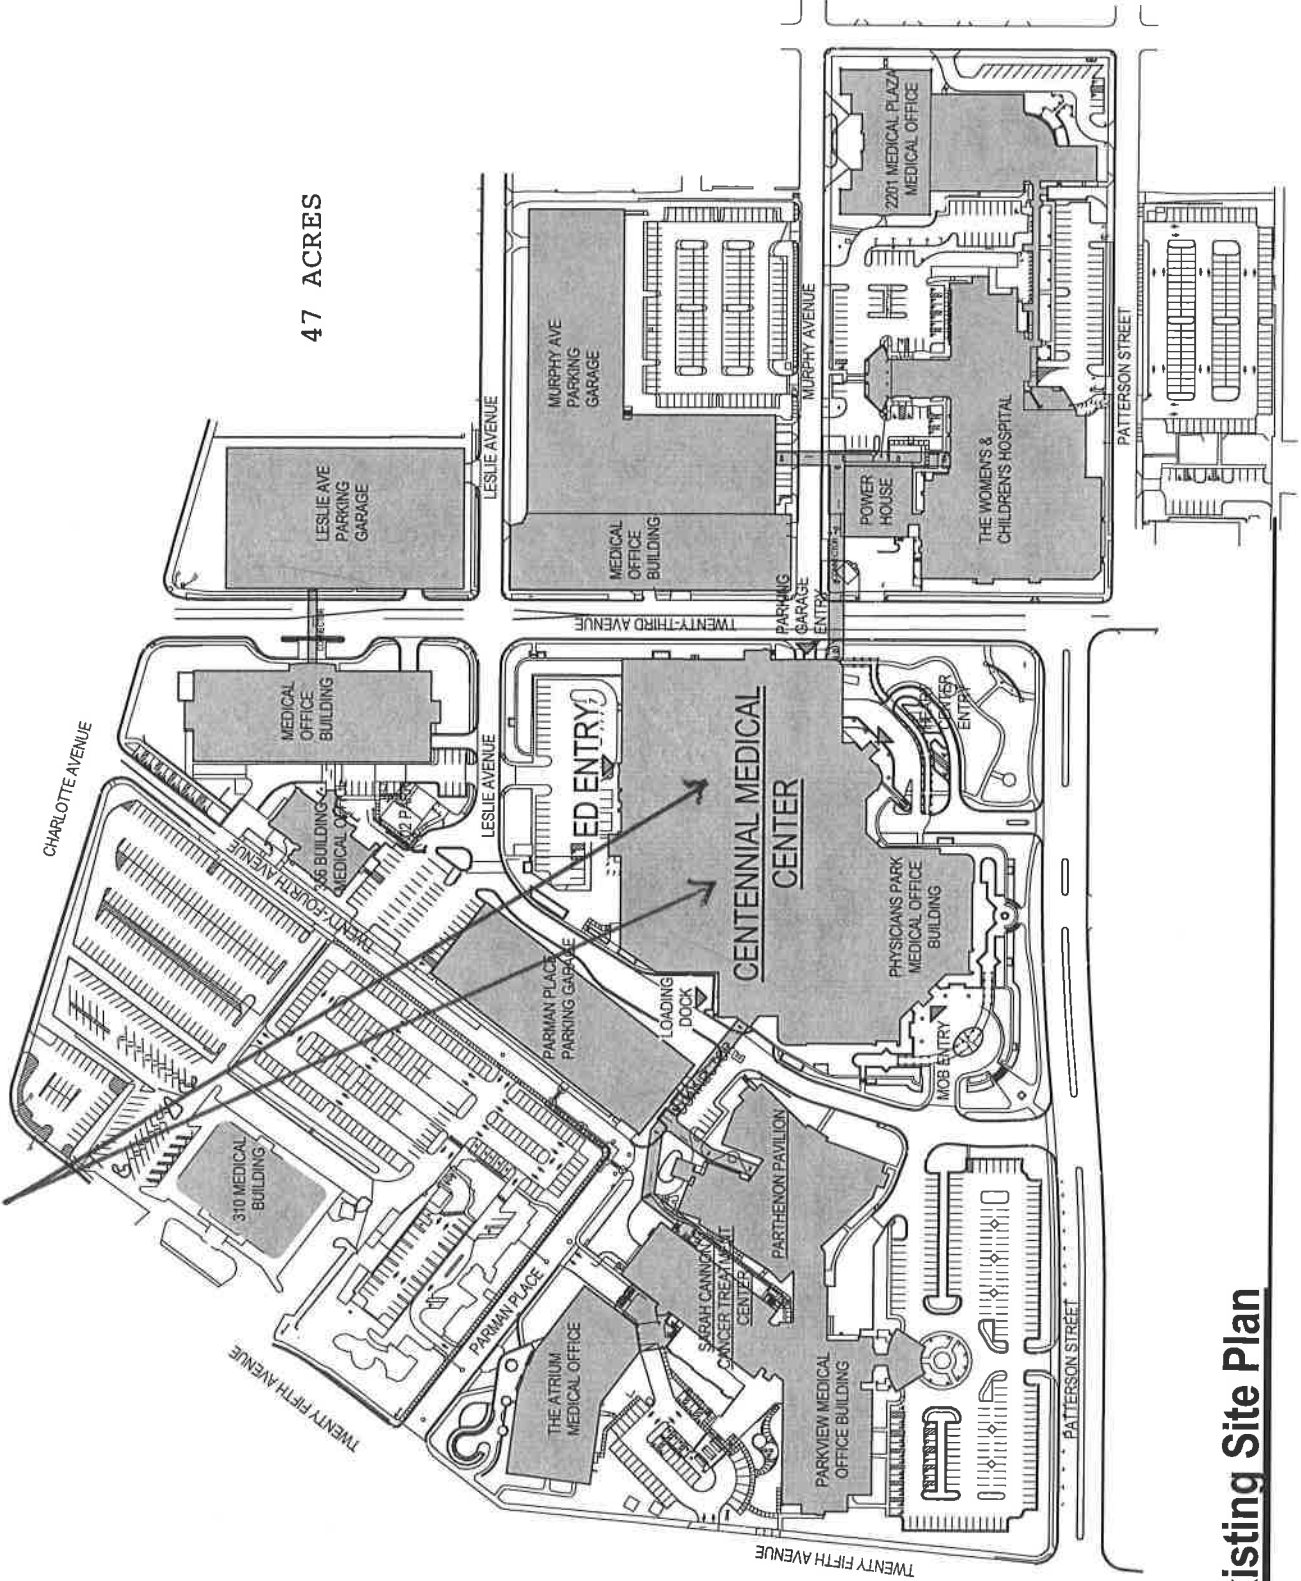 47 ACRES
CHARLOTTE AVENUE
LESLIE AVE
PARKING
GARAGE
LESLIE AVENUE
MURPHY AVE
PARKING
GARAGE
MEDICAL
OFFICE
BUILDING
MURPHY AVENUE
2201 MEDICAL PLAZA
MEDICAL OFFICE
POWER
HOUSE
THE WOMEN'S &
CHILDREN'S HOSPITAL
PATTERSON STREET
PARKING
GARAGE
ENTRY
TWENTY-THIRD AVENUE
MEDICAL
OFFICE
BUILDING
LESLIE AVENUE
TWENTY-FOURTH AVENUE
ED ENTRY
CENTENNIAL MEDICAL
CENTER
CENTER
ENTRY
PHYSICIANS PARK
MEDICAL OFFICE
BUILDING
MOB ENTRY
LOADING
DOCK
PARMAN PLACE
PARKING GARAGE
310 MEDICAL
BUILDING
PARMAN PLACE
TWENTY FIFTH AVENUE
THE ATRIUM
MEDICAL OFFICE
SARAH CANNON
CANCER TREATMENT
CENTER
PARTHENON PAVILION
PARKVIEW MEDICAL
OFFICE BUILDING
PATTERSON STREET
TWENTY FIFTH AVENUE
isting Site Plan